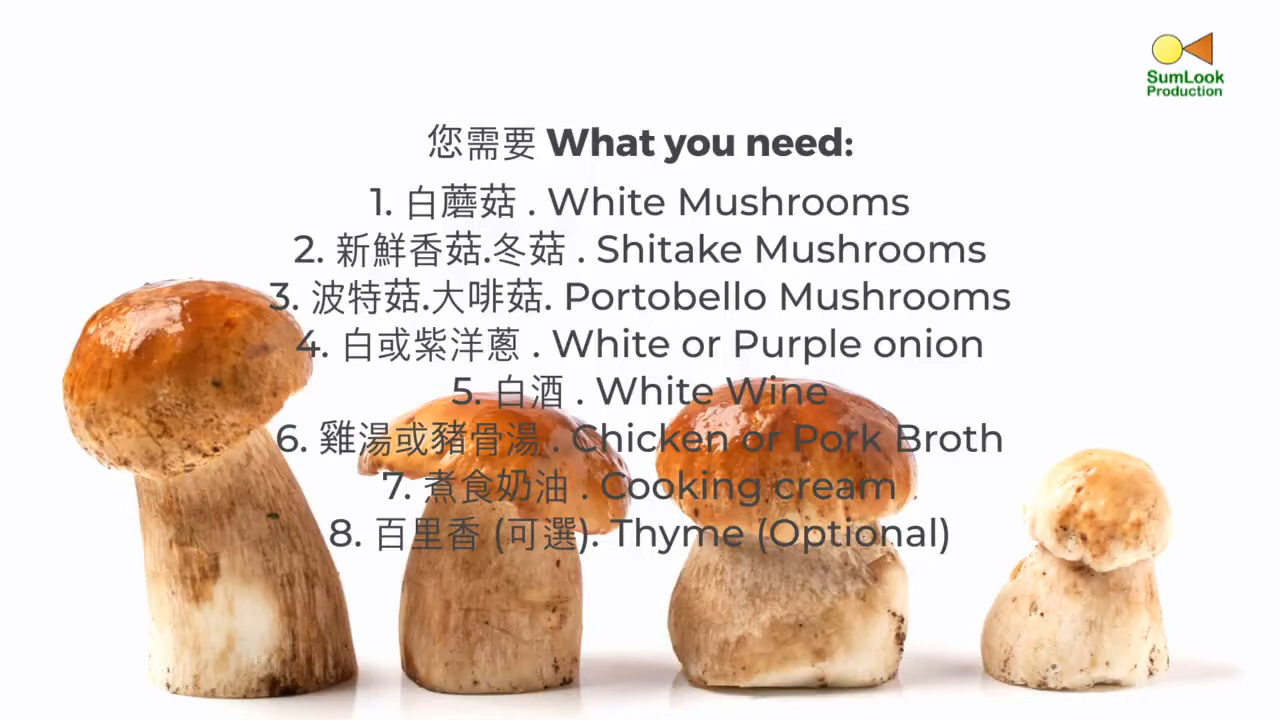 SumLook
Production
您需要 What you need:
1. 白蘑菇 . White Mushrooms
2. 新鮮香菇.冬菇 . Shitake Mushrooms
3. 波特菇.大啡菇. Portobello Mushrooms
4. 白或紫洋蔥 . White or Purple onion
5. 白酒 . White Wine
6. 雞湯或豬骨湯 . Chicken or Pork Broth
7. 煮食奶油 . Cooking cream
8. 百里香 (可選). Thyme (Optional)